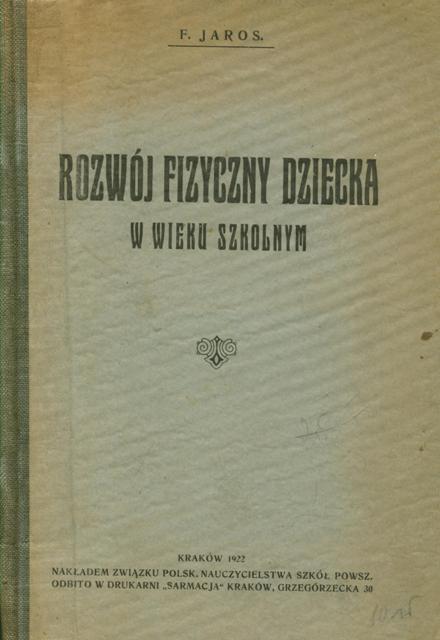 F. JAROS.
ROZWÓJ FIZYCZNY DZIECKA
W WIEKU SZKOLNYM
KRAKÓW 1922
NAKŁADEM ZWIĄZKU POLSK. NAUCZYCIELSTWA SZKÓŁ POWSZ.
ODBITO W DRUKARNI „SARMACJA“ KRAKÓW, GRZEGÓRZECKA 30